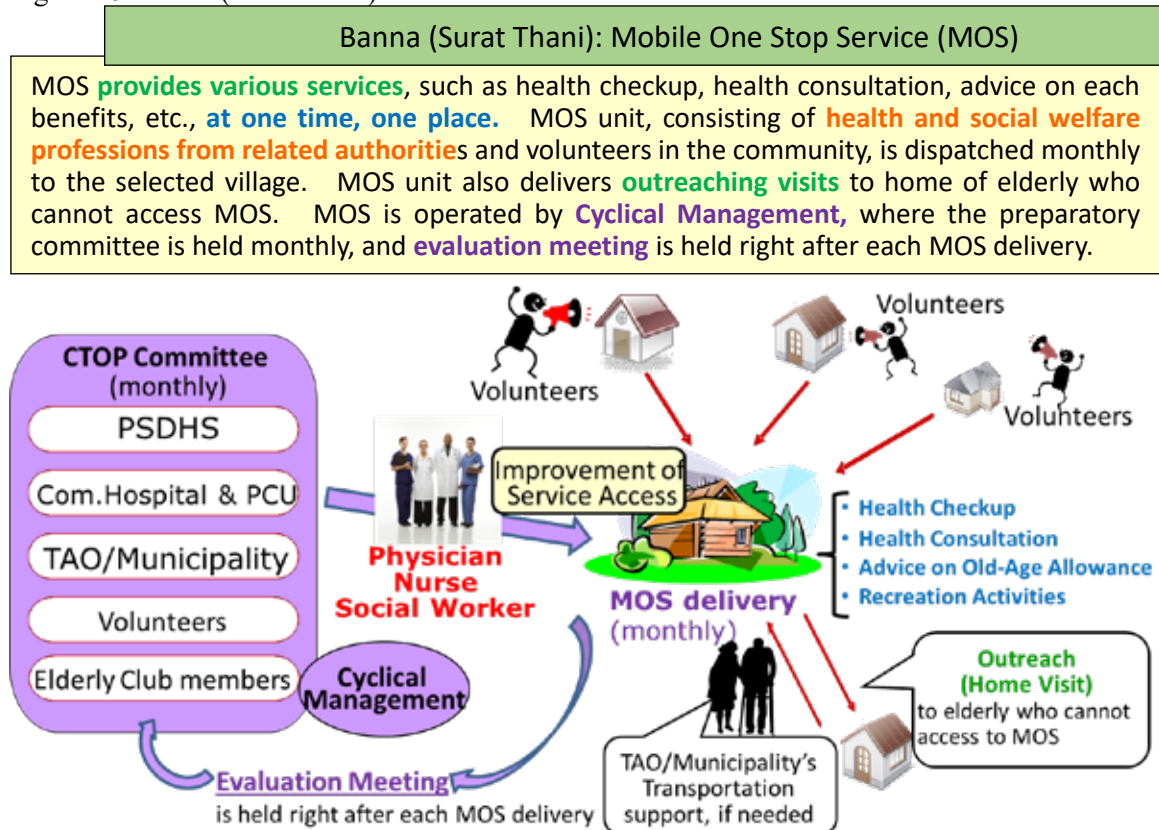 Banna (Surat Thani): Mobile One Stop Service (MOS)
MOS provides various services, such as health checkup, health consultation, advice on each
benefits, etc., at one time, one place. MOS unit, consisting of health and social welfare
professions from related authorities and volunteers in the community, is dispatched monthly
to the selected village. MOS unit also delivers outreaching visits to home of elderly who
cannot access MOS. MOS is operated by Cyclical Management, where the preparatory
committee is held monthly, and evaluation meeting is held right after each MOS delivery.
CTOP Committee
(monthly)
PSDHS
Com.Hospital & PCU
TAO/Municipality
Volunteers
Elderly Club members
Cyclical
Management
Volunteers
Volunteers
Volunteers
Improvement of
Service Access
Physician
Nurse
Social Worker
MOS delivery
(monthly)
• Health Checkup
• Health Consultation
• Advice on Old-Age Allowance
• Recreation Activities
Outreach
(Home Visit)
to elderly who cannot
access to MOS
TAO/Municipality's
Transportation
support, if needed
Evaluation Meeting
is held right after each MOS delivery